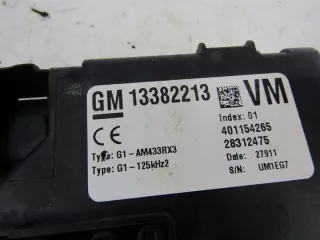 GM 13382213 VM
Index: 01
401154265
28312475
CE
Type: G1-AM433RX3
Type: G1-125kHz2
Date: 27911
S/N: UM1EG7